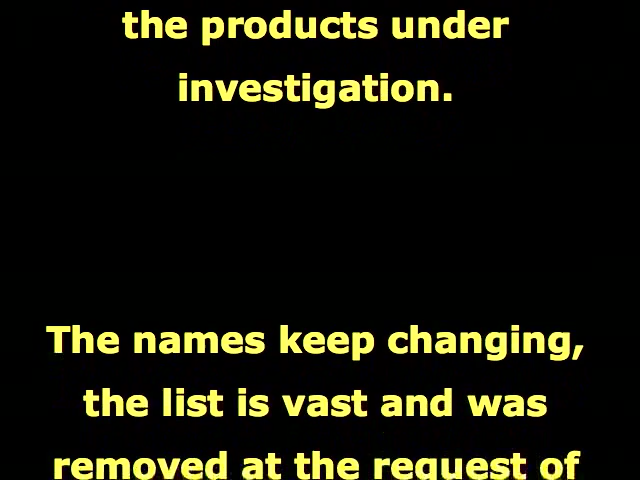 the products under
investigation.
The names keep changing,
the list is vast and was
removed at the request of